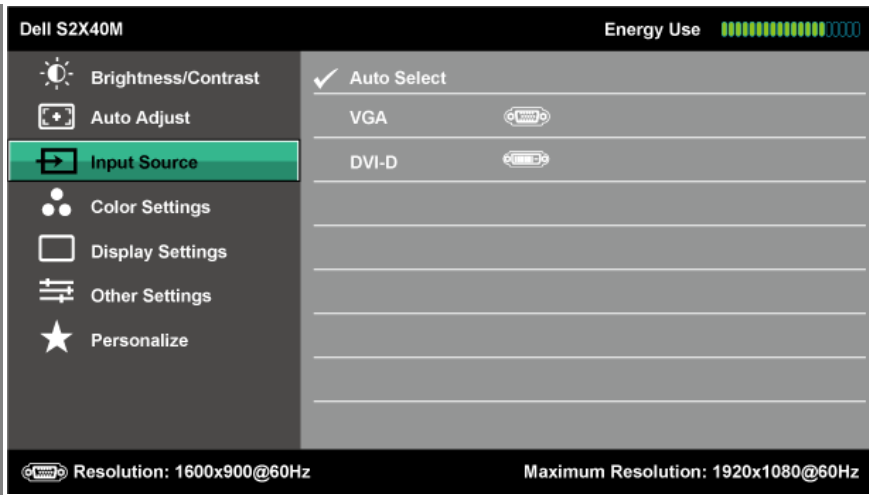 Dell S2X40M
Energy Use
Brightness/Contrast
Auto Adjust
Input Source
Color Settings
Display Settings
Other Settings
Personalize
Auto Select
VGA
DVI-D
Resolution: 1600x900@60Hz
Maximum Resolution: 1920x1080@60Hz